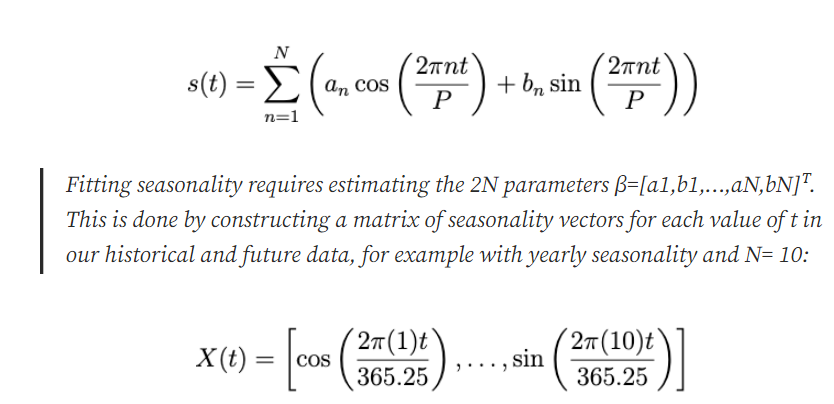 s(t) = \sum_{n=1}^{N} \left( a_n \cos \left( \frac{2\pi nt}{P} \right) + b_n \sin \left( \frac{2\pi nt}{P} \right) \right)
Fitting seasonality requires estimating the 2N parameters β=[a1,b1,...,aN,bN]ᵀ.
This is done by constructing a matrix of seasonality vectors for each value of t in
our historical and future data, for example with yearly seasonality and N= 10:
X(t) = \left[ \cos \left( \frac{2\pi(1)t}{365.25} \right), \ldots, \sin \left( \frac{2\pi(10)t}{365.25} \right) \right]